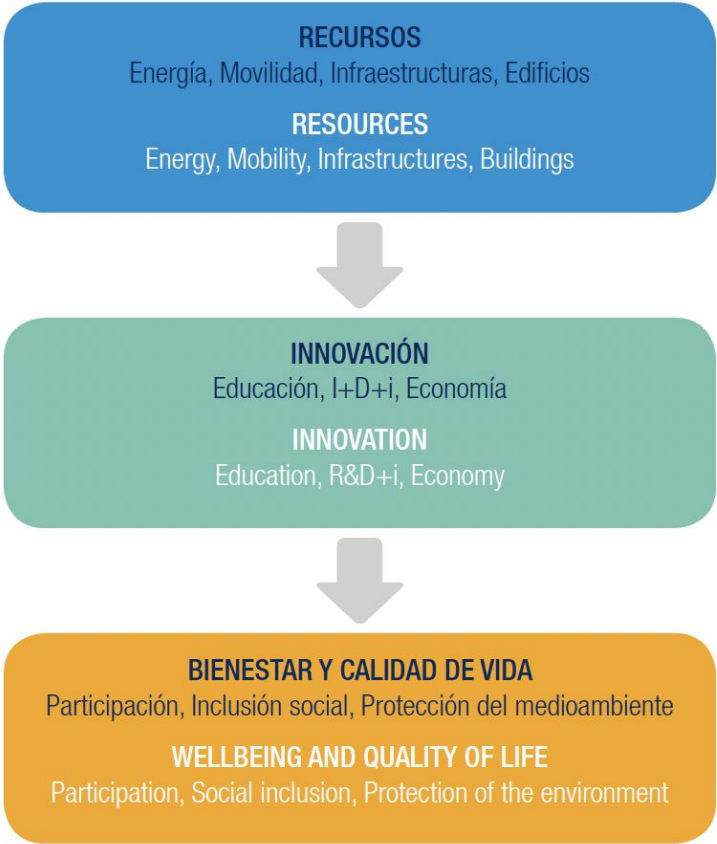 RECURSOS
Energía, Movilidad, Infraestructuras, Edificios
RESOURCES
Energy, Mobility, Infrastructures, Buildings
INNOVACIÓN
Educación, I+D+i, Economía
INNOVATION
Education, R&D+i, Economy
BIENESTAR Y CALIDAD DE VIDA
Participación, Inclusión social, Protección del medioambiente
WELLBEING AND QUALITY OF LIFE
Participation, Social inclusion, Protection of the environment